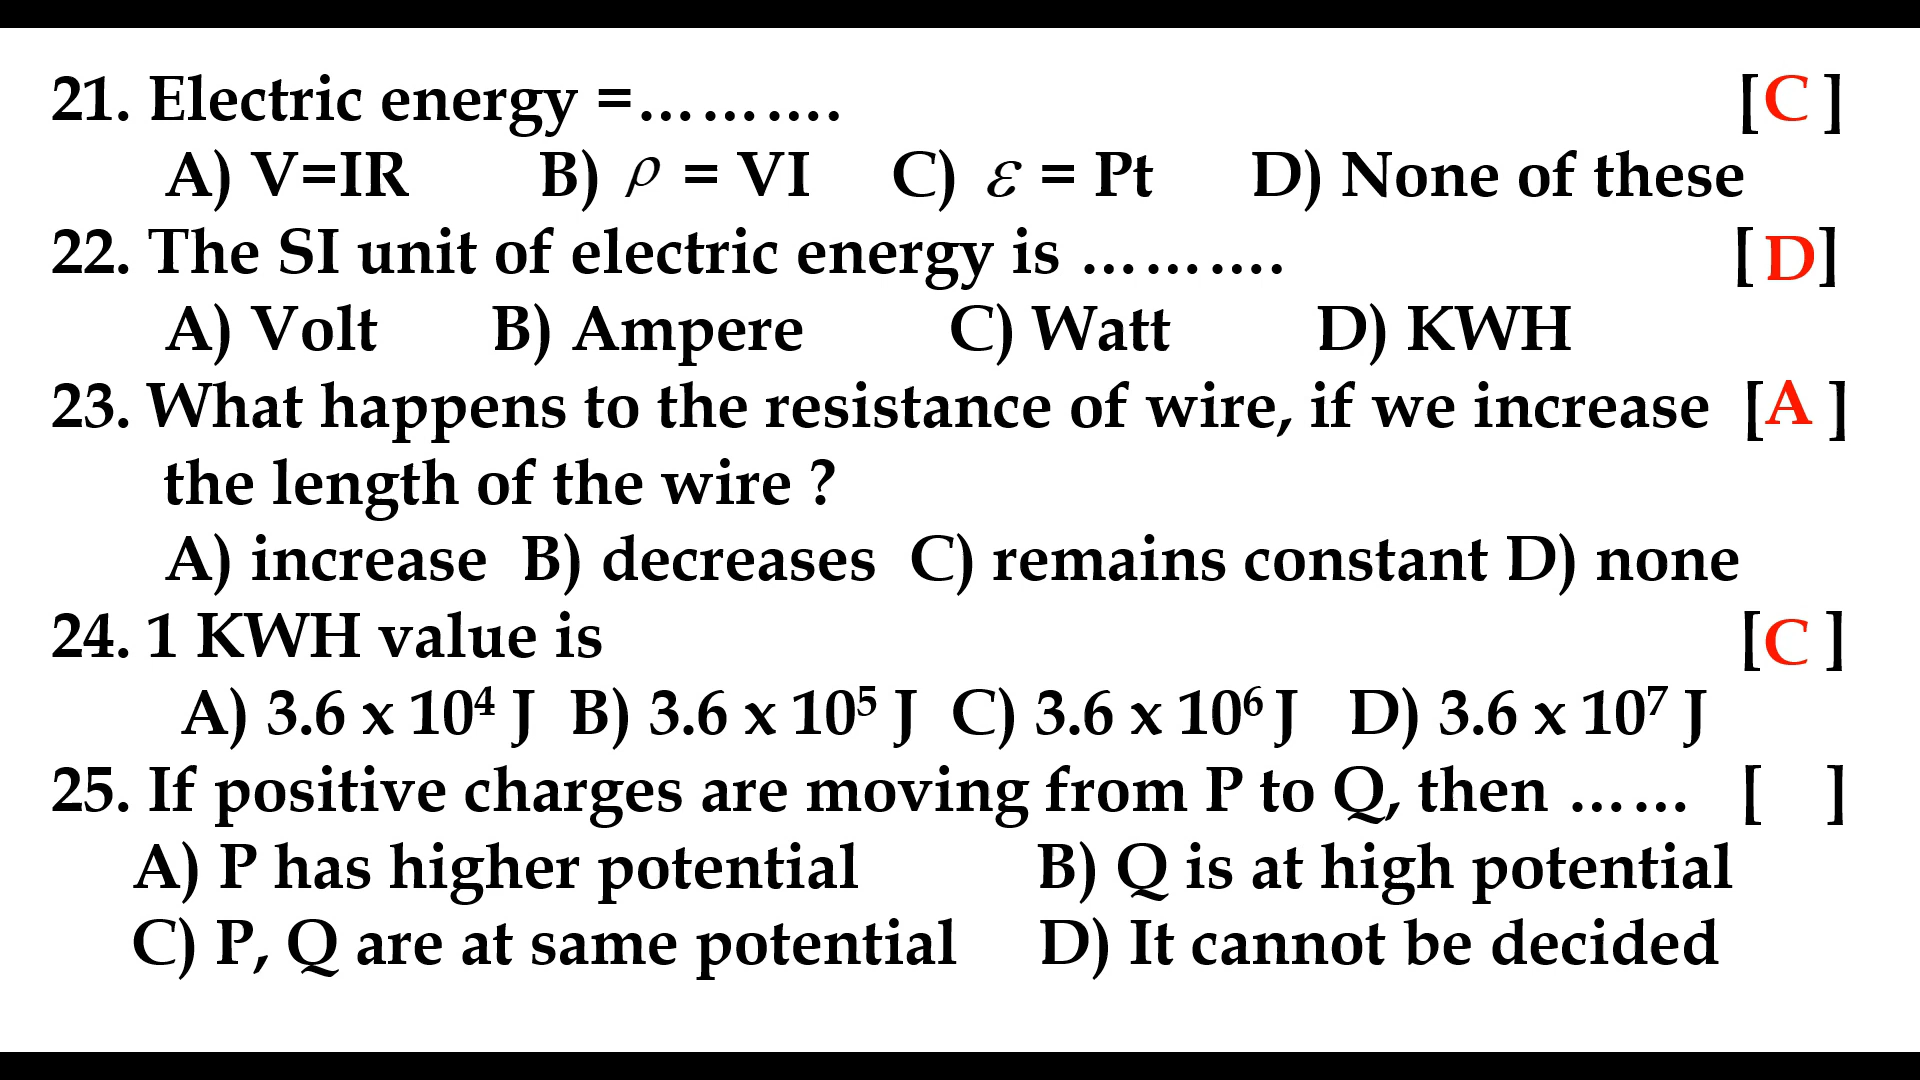 21. Electric energy =………. [C ]
A) V=IR B) ρ = VI C) ε = Pt D) None of these
22. The SI unit of electric energy is ………. [ D]
A) Volt B) Ampere C) Watt D) KWH
23. What happens to the resistance of wire, if we increase [A ]
the length of the wire ?
A) increase B) decreases C) remains constant D) none
24. 1 KWH value is [C ]
A) 3.6 x 10⁴ J B) 3.6 x 10⁵ J C) 3.6 x 10⁶ J D) 3.6 x 10⁷ J
25. If positive charges are moving from P to Q, then …… [ ]
A) P has higher potential B) Q is at high potential
C) P, Q are at same potential D) It cannot be decided